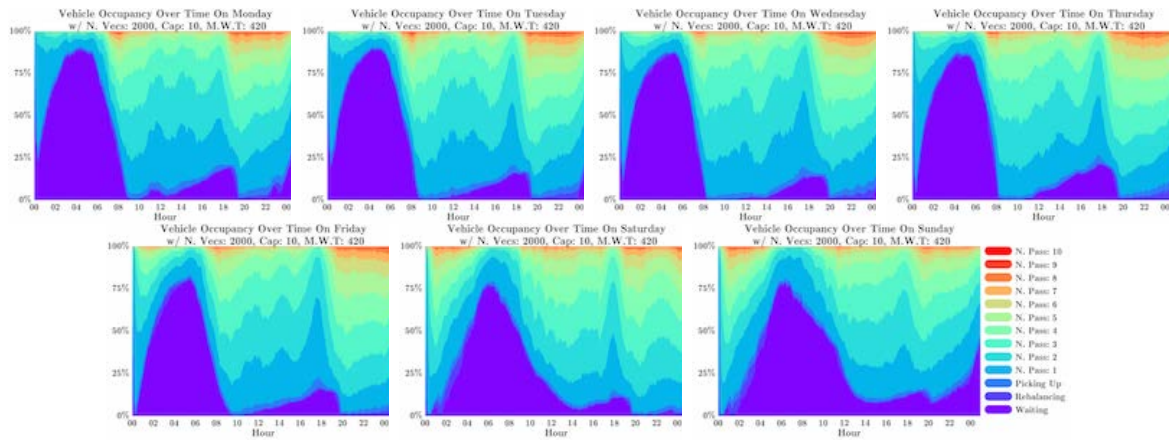 Vehicle Occupancy Over Time On Monday
w/ N. Vecs: 2000, Cap: 10, M.W.T: 420
100%
75%
50%
25%
0%
00 02 04 06 08 10 12 14 16 18 20 22 00
Hour
Vehicle Occupancy Over Time On Tuesday
w/ N. Vecs: 2000, Cap: 10, M.W.T: 420
100%
75%
50%
25%
0%
00 02 04 06 08 10 12 14 16 18 20 22 00
Hour
Vehicle Occupancy Over Time On Wednesday
w/ N. Vecs: 2000, Cap: 10, M.W.T: 420
100%
75%
50%
25%
0%
00 02 04 06 08 10 12 14 16 18 20 22 00
Hour
Vehicle Occupancy Over Time On Thursday
w/ N. Vecs: 2000, Cap: 10, M.W.T: 420
100%
75%
50%
25%
0%
00 02 04 06 08 10 12 14 16 18 20 22 00
Hour
Vehicle Occupancy Over Time On Friday
w/ N. Vecs: 2000, Cap: 10, M.W.T: 420
100%
75%
50%
25%
0%
00 02 04 06 08 10 12 14 16 18 20 22 00
Hour
Vehicle Occupancy Over Time On Saturday
w/ N. Vecs: 2000, Cap: 10, M.W.T: 420
100%
75%
50%
25%
0%
00 02 04 06 08 10 12 14 16 18 20 22 00
Hour
Vehicle Occupancy Over Time On Sunday
w/ N. Vecs: 2000, Cap: 10, M.W.T: 420
100%
75%
50%
25%
0%
00 02 04 06 08 10 12 14 16 18 20 22 00
Hour
N. Pass: 10
N. Pass: 9
N. Pass: 8
N. Pass: 7
N. Pass: 6
N. Pass: 5
N. Pass: 4
N. Pass: 3
N. Pass: 2
N. Pass: 1
Picking Up
Rebalancing
Waiting